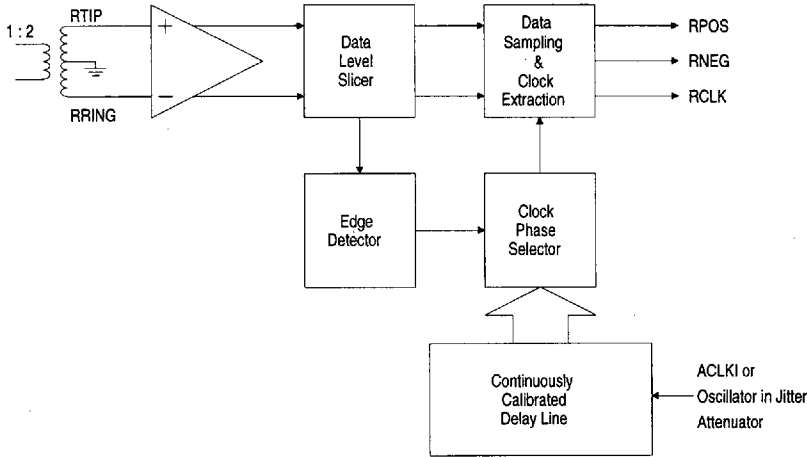 1 : 2
RTIP
+
−
RRING
Data
Level
Slicer
Data
Sampling
&
Clock
Extraction
RPOS
RNEG
RCLK
Edge
Detector
Clock
Phase
Selector
Continuously
Calibrated
Delay Line
ACLKI or
Oscillator in Jitter
Attenuator